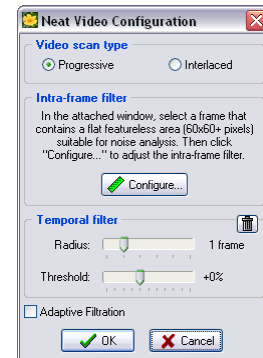 Neat Video Configuration
Video scan type
Progressive
Interlaced
Intra-frame filter
In the attached window, select a frame that
contains a flat featureless area (60x60+ pixels)
suitable for noise analysis. Then click
"Configure..." to adjust the intra-frame filter.
Configure...
Temporal filter
Radius: 1 frame
Threshold: +0%
Adaptive Filtration
OK
Cancel